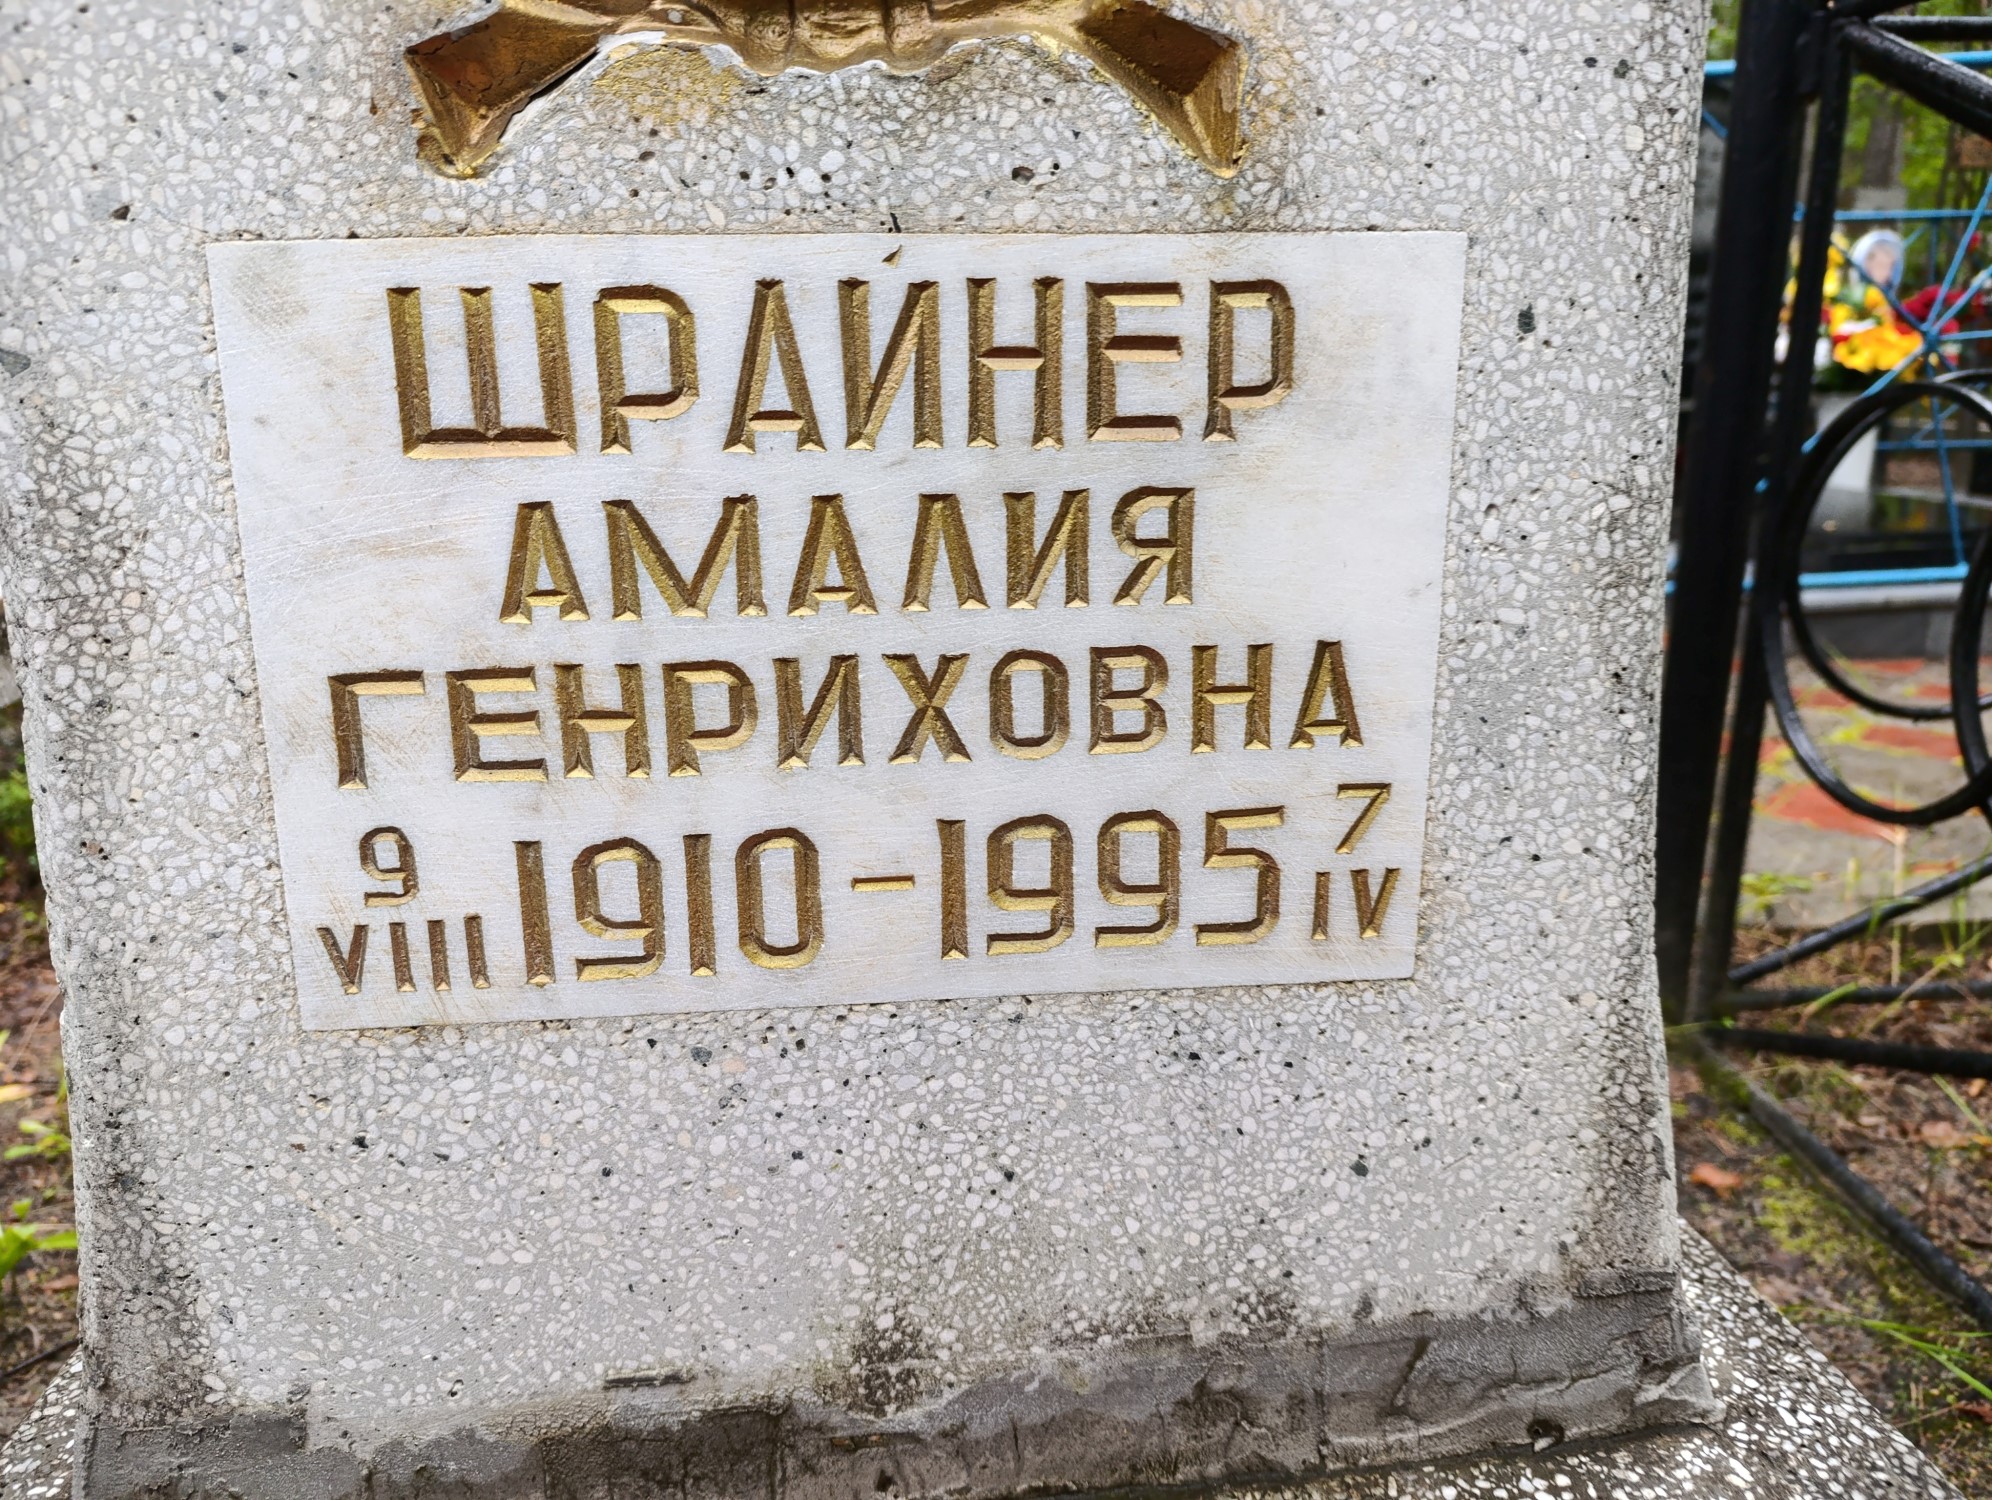 ШРАЙНЕР
АМАЛИЯ
ГЕНРИХОВНА
9 VIII 1910 – 1995 7 IV